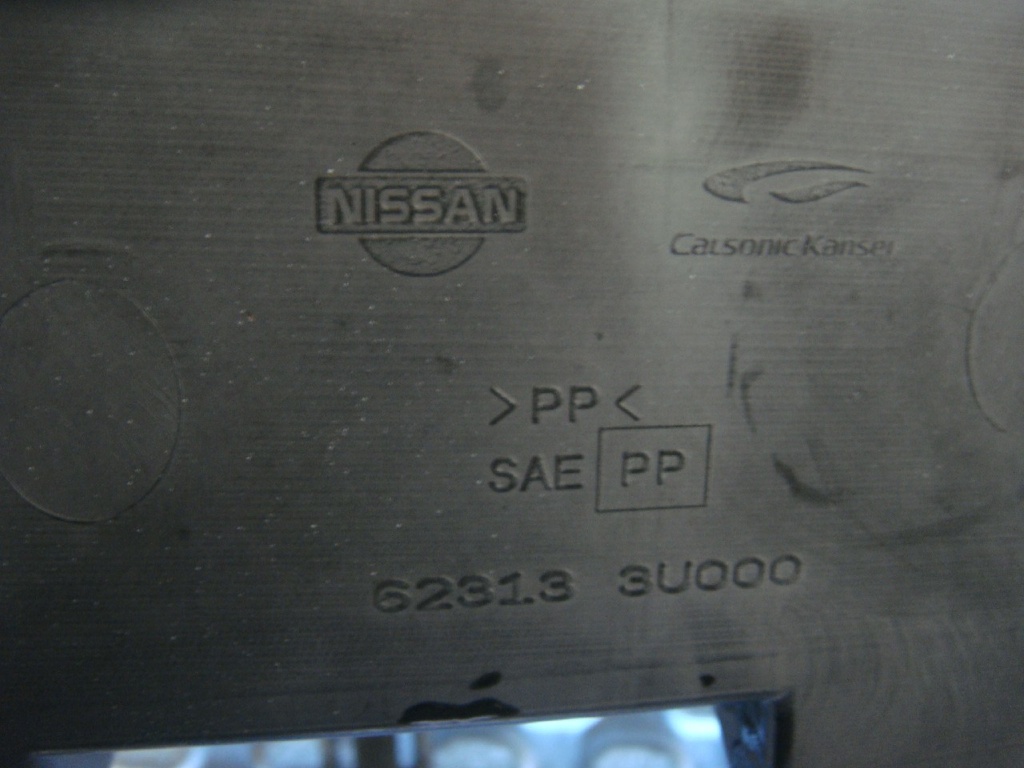 NISSAN
CalsonicKansei
>PP<
SAE PP
62313 3U000